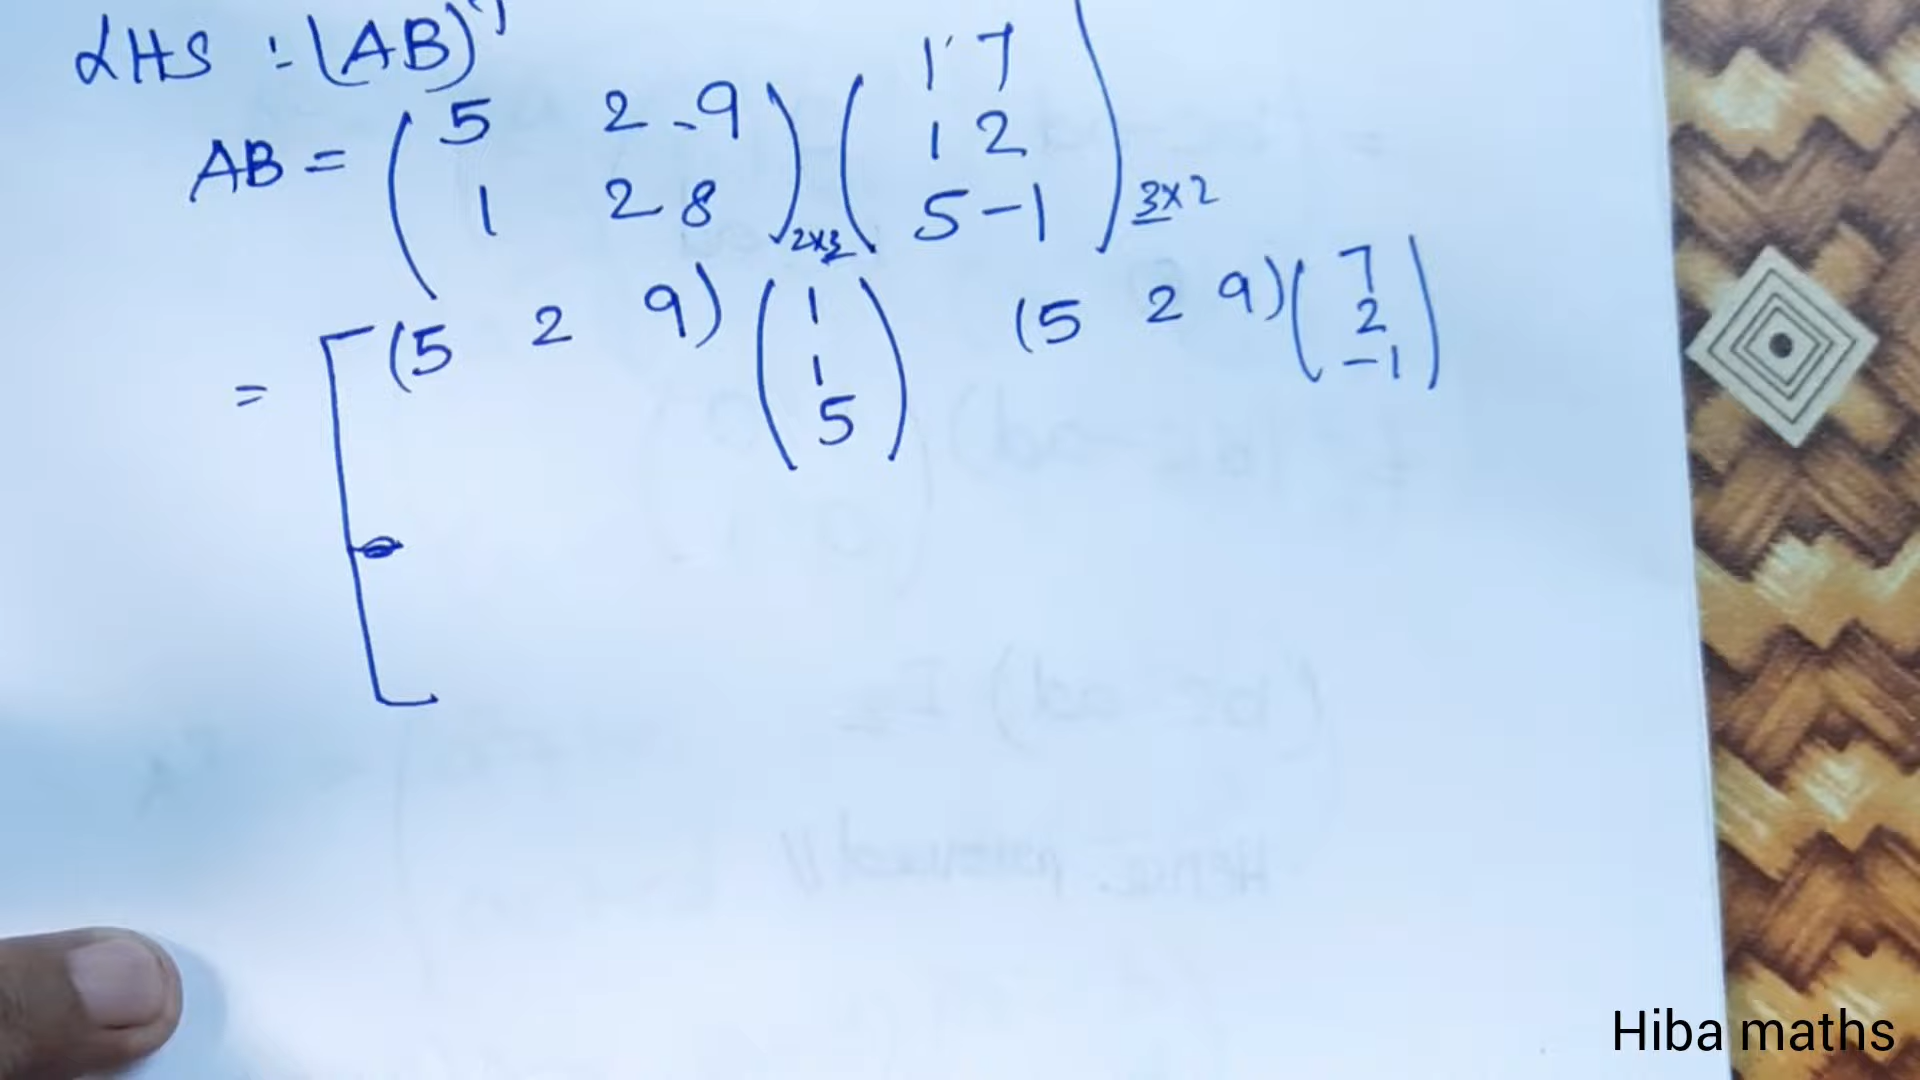 LHS : (AB)ᵀ
AB = ( 5 2 -9 1 2 8 ) 2x3 ( 1 7 1 2 5 -1 ) 3x2
= [ (5 2 9) ( 1 1 5 ) (5 2 9) ( 7 2 -1 )
Hiba maths